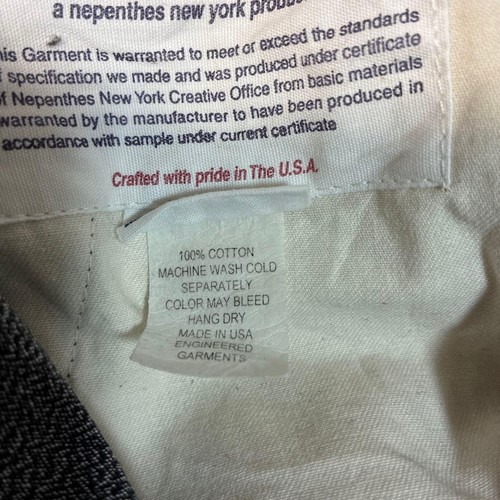 a nepenthes new york
is Garment is warranted to meet or exceed the standards
specification we made and was produced under certificate
of Nepenthes New York Creative Office from basic materials
warranted by the manufacturer to have been produced in
accordance with sample under current certificate
Crafted with pride in The U.S.A.
100% COTTON
MACHINE WASH COLD
SEPARATELY
COLOR MAY BLEED
HANG DRY
MADE IN USA
ENGINEERED
GARMENTS